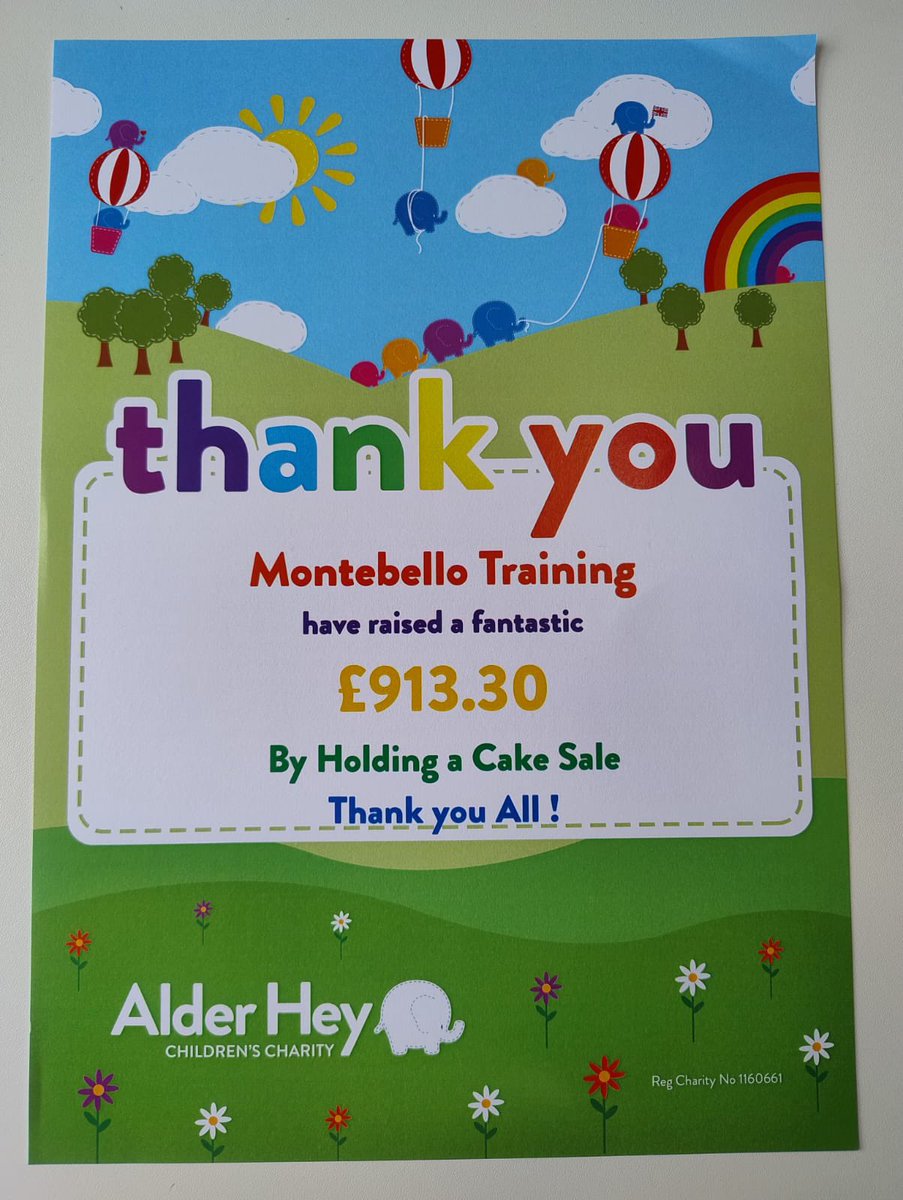 thank you
Montebello Training
have raised a fantastic
£913.30
By Holding a Cake Sale
Thank you All !
Alder Hey
CHILDREN'S CHARITY
Reg Charity No 1160661